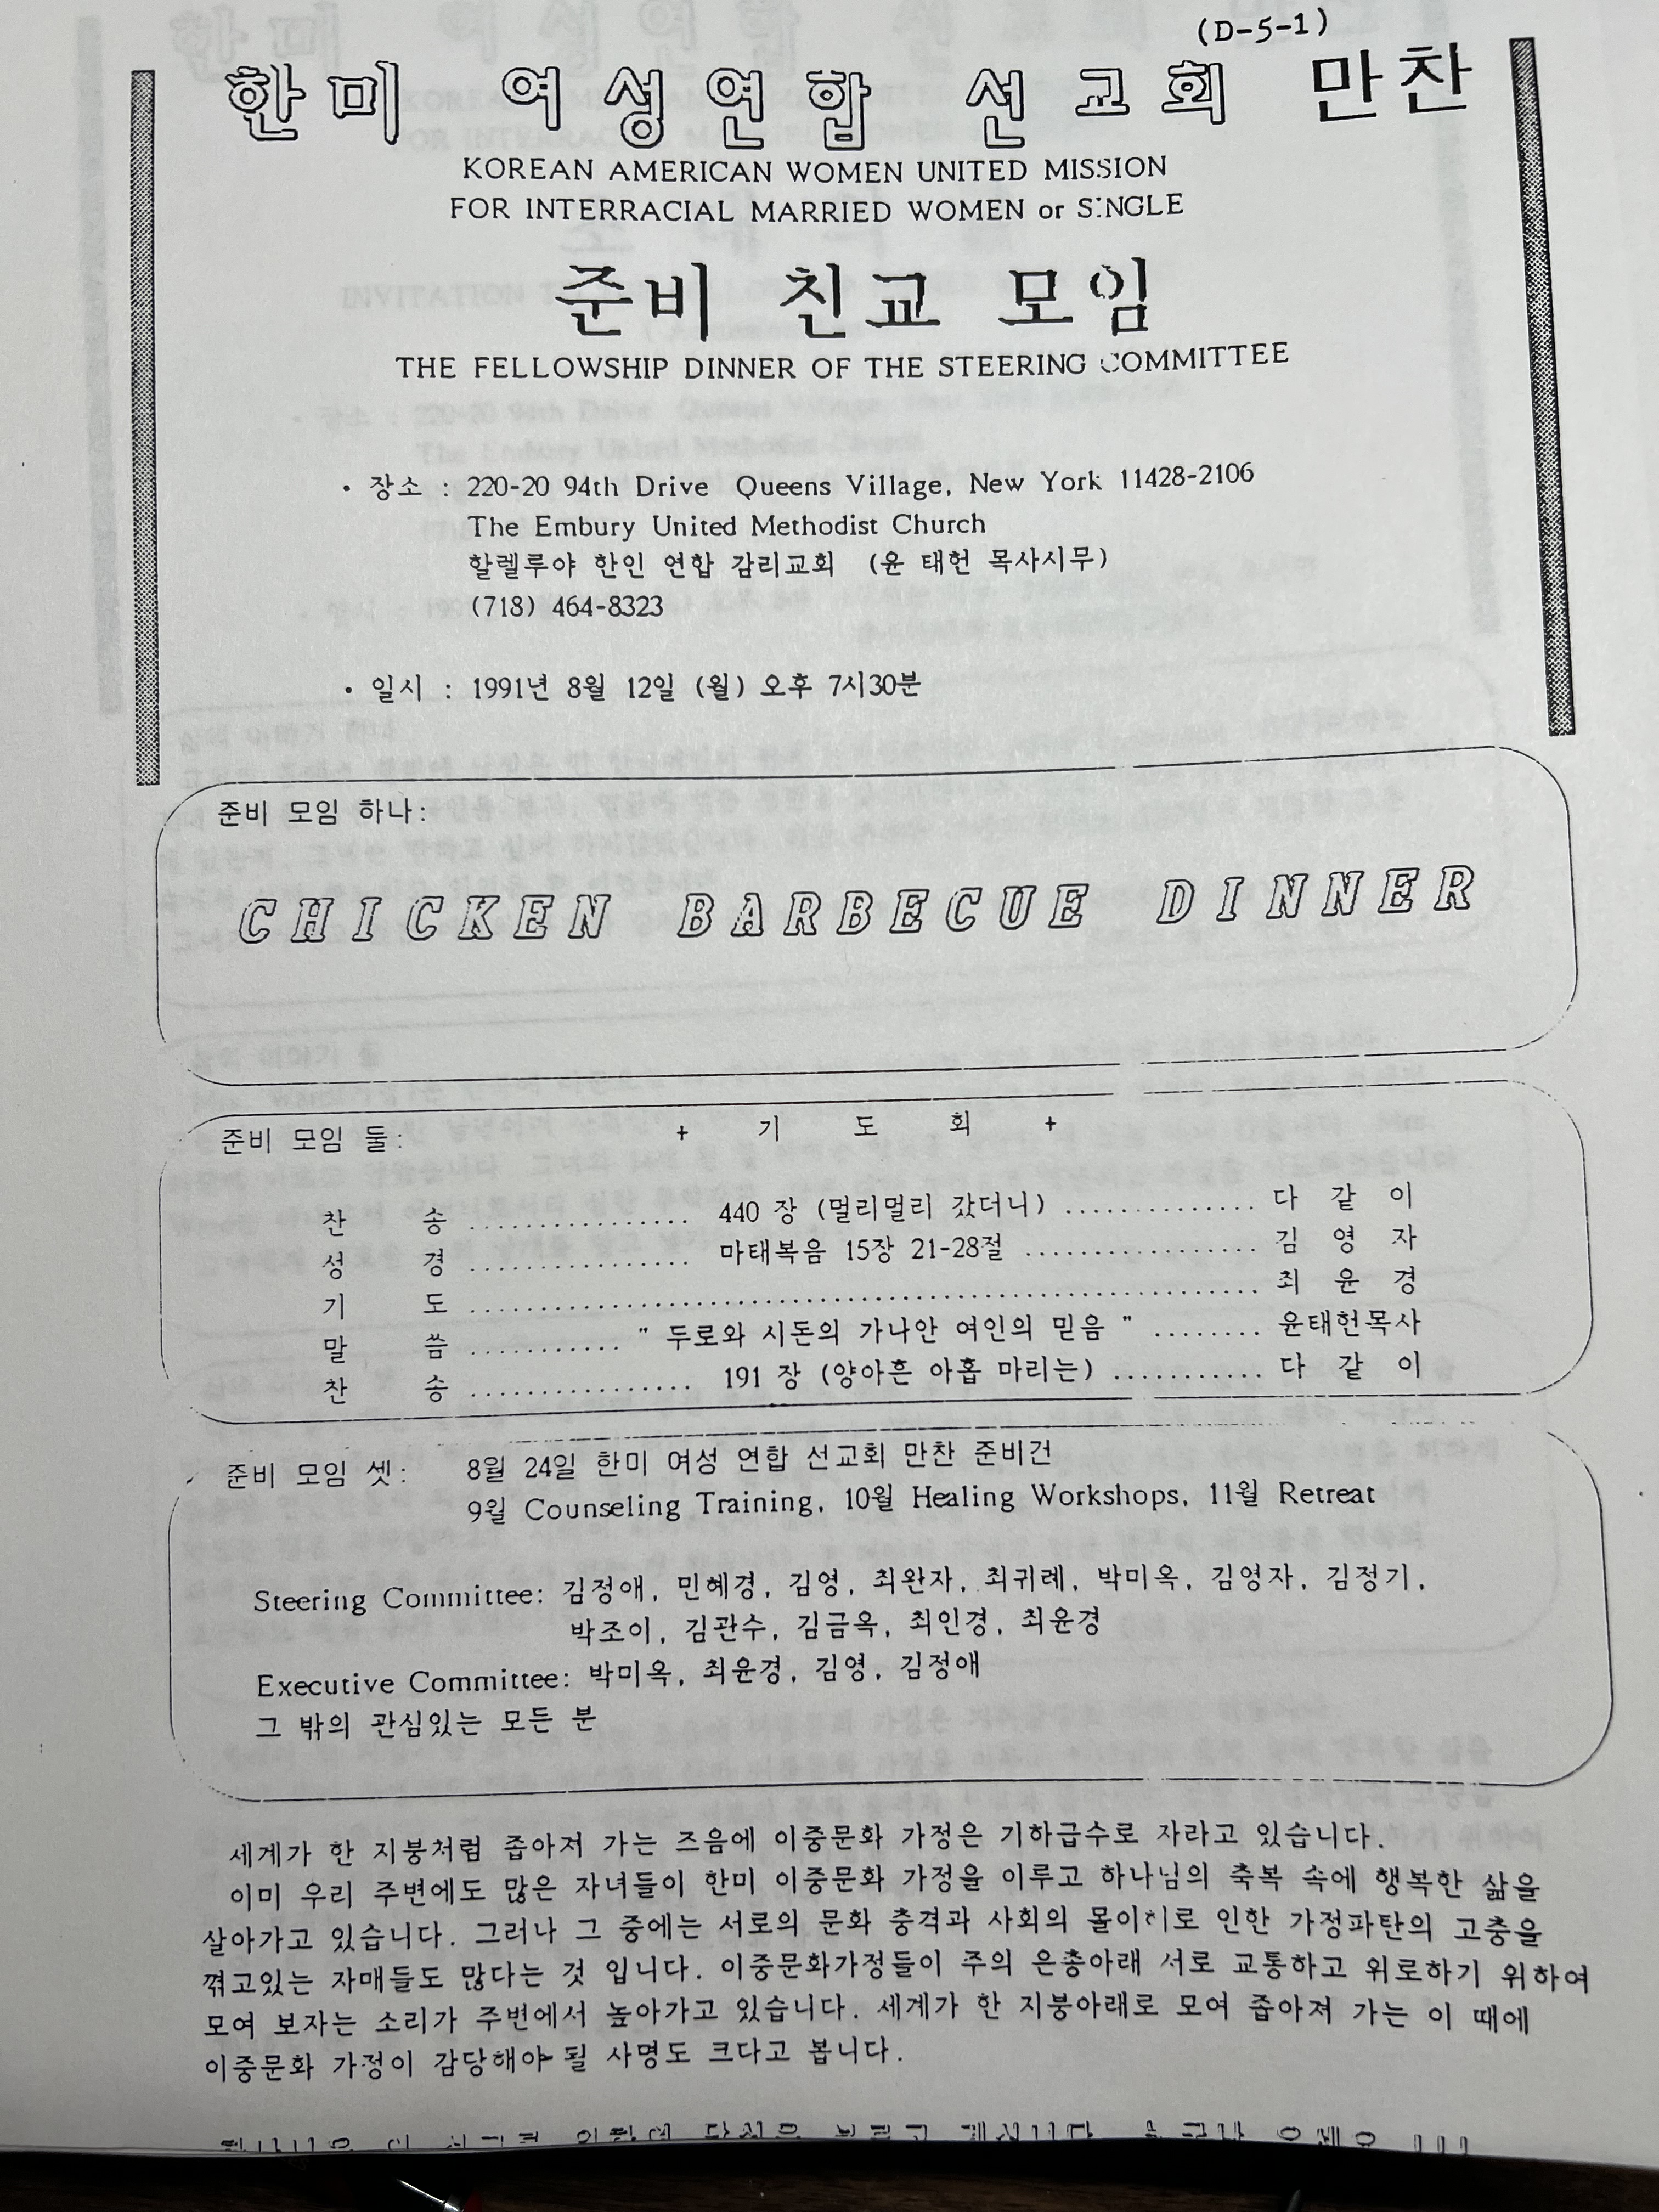 (D-5-1)
한미 여성연합 선교회 만찬
KOREAN AMERICAN WOMEN UNITED MISSION
FOR INTERRACIAL MARRIED WOMEN or SINGLE
준비 친교 모임
THE FELLOWSHIP DINNER OF THE STEERING COMMITTEE
• 장소 : 220-20 94th Drive Queens Village, New York 11428-2106
The Embury United Methodist Church
할렐루야 한인 연합 감리교회 (윤 태헌 목사시무)
(718) 464-8323
• 일시 : 1991년 8월 12일 (월) 오후 7시30분
준비 모임 하나:
CHICKEN BARBECUE DINNER
준비 모임 둘: + 기 도 회 +
찬 송 ................ 440 장 (멀리멀리 갔더니) .............. 다 같 이
성 경 ................ 마태복음 15장 21-28절 ................. 김 영 자
기 도 ......................................................... 최 윤 경
말 씀 ........... " 두로와 시돈의 가나안 여인의 믿음 " ........ 윤태헌목사
찬 송 ................ 191 장 (양아흔 아홉 마리는) ........... 다 같 이
준비 모임 셋: 8월 24일 한미 여성 연합 선교회 만찬 준비건
9월 Counseling Training, 10월 Healing Workshops, 11월 Retreat
Steering Committee: 김정애, 민혜경, 김영, 최완자, 최귀례, 박미옥, 김영자, 김정기,
박조이, 김관수, 김금옥, 최인경, 최윤경
Executive Committee: 박미옥, 최윤경, 김영, 김정애
그 밖의 관심있는 모든 분
세계가 한 지붕처럼 좁아져 가는 즈음에 이중문화 가정은 기하급수로 자라고 있습니다.
이미 우리 주변에도 많은 자녀들이 한미 이중문화 가정을 이루고 하나님의 축복 속에 행복한 삶을
살아가고 있습니다. 그러나 그 중에는 서로의 문화 충격과 사회의 몰이해로 인한 가정파탄의 고충을
겪고있는 자매들도 많다는 것 입니다. 이중문화가정들이 주의 은총아래 서로 교통하고 위로하기 위하여
모여 보자는 소리가 주변에서 높아가고 있습니다. 세계가 한 지붕아래로 모여 좁아져 가는 이 때에
이중문화 가정이 감당해야 될 사명도 크다고 봅니다.